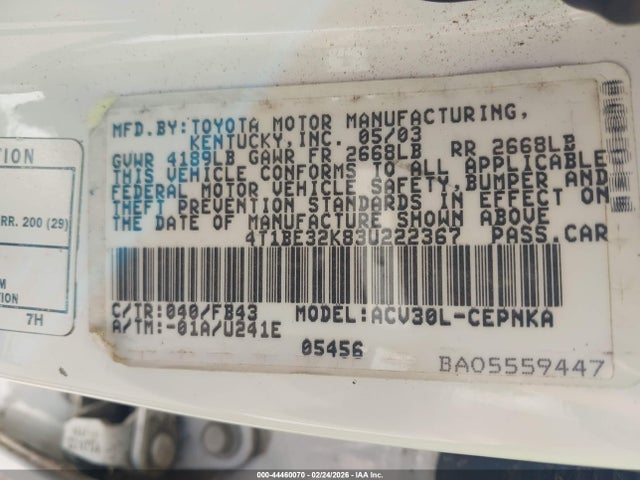 TION
RR. 200 (29)
M
TION
7H
MFD.BY:TOYOTA MOTOR MANUFACTURING,
KENTUCKY,INC. 05/03
GVWR 4189LB GAWR FR 2668LB RR 2668LB
THIS VEHICLE CONFORMS TO ALL APPLICABLE
FEDERAL MOTOR VEHICLE SAFETY,BUMPER AND
THEFT PREVENTION STANDARDS IN EFFECT ON
THE DATE OF MANUFACTURE SHOWN ABOVE
4T1BE32K83U222367 PASS.CAR
C/TR:040/FB43 MODEL:ACV30L-CEPNKA
A/TM:-01A/U241E
05456
BA05559447
000-44460070 - 02/24/2026 - IAAI.COM